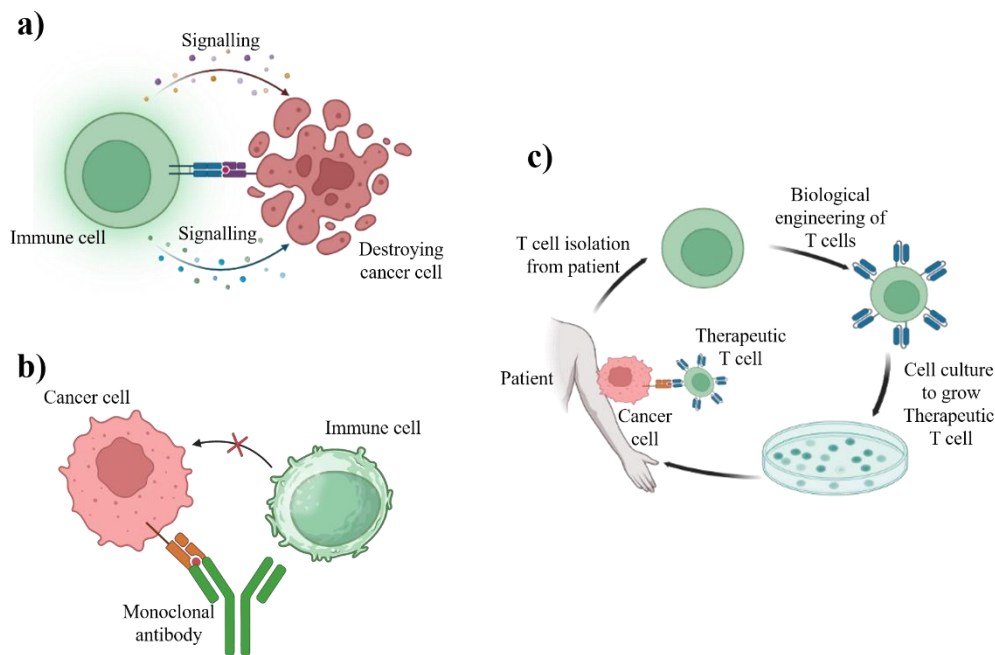 a)
Signalling
Immune cell
Signalling
Destroying
cancer cell
b)
Cancer cell
Immune cell
Monoclonal
antibody
c)
T cell isolation
from patient
Biological
engineering of
T cells
Patient
Therapeutic
T cell
Cancer
cell
Cell culture
to grow
Therapeutic
T cell